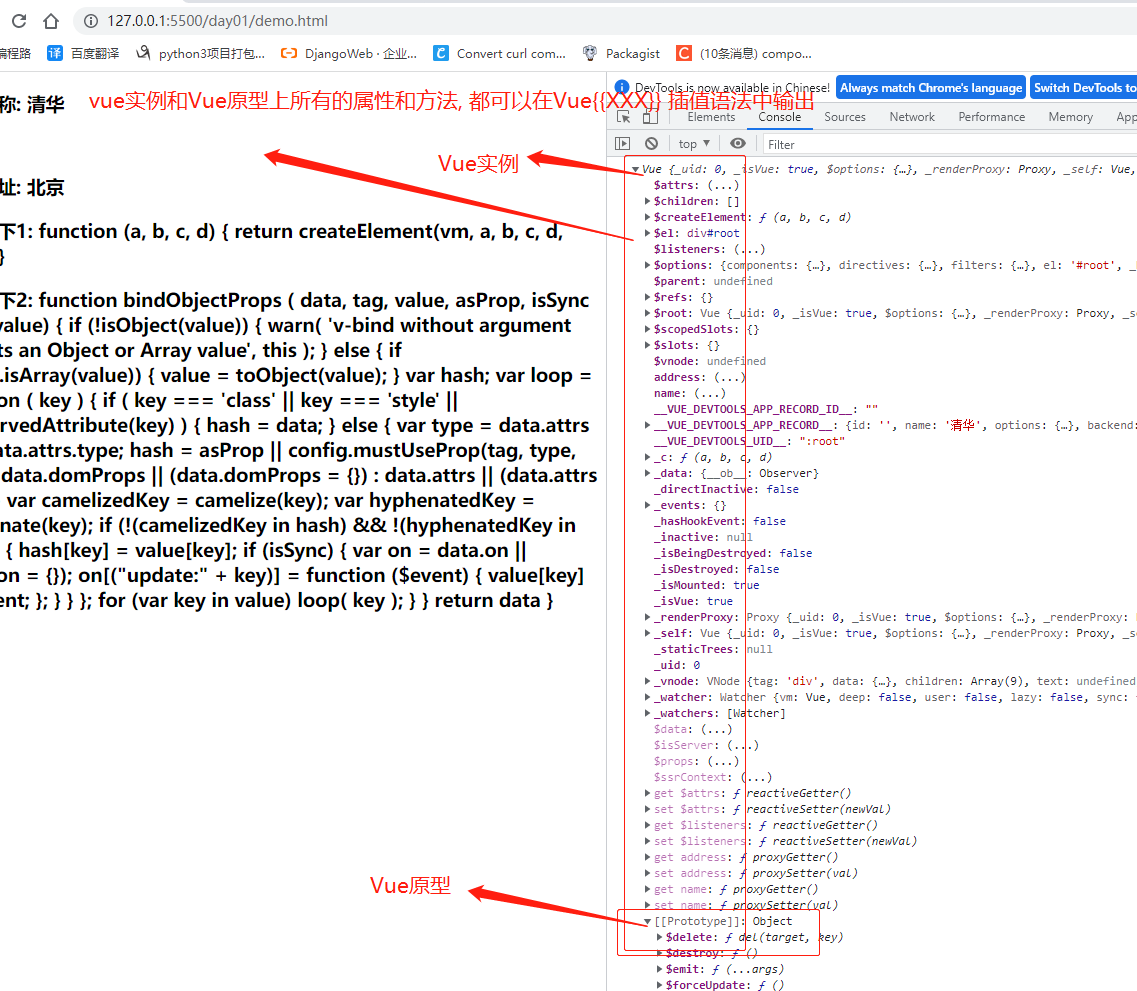 127.0.0.1:5500/day01/demo.html
编程路 译 百度翻译 python3项目打包... DjangoWeb · 企业... Convert curl com... Packagist (10条消息) compo...
称: 清华
vue实例和Vue原型上所有的属性和方法, 都可以在Vue{{XXX}} 插值语法中输出
址: 北京
下1: function (a, b, c, d) { return createElement(vm, a, b, c, d,
}
下2: function bindObjectProps ( data, tag, value, asProp, isSync
value) { if (!isObject(value)) { warn( 'v-bind without argument
ts an Object or Array value', this ); } else { if
.isArray(value)) { value = toObject(value); } var hash; var loop =
on ( key ) { if ( key === 'class' || key === 'style' ||
rvedAttribute(key) ) { hash = data; } else { var type = data.attrs
ata.attrs.type; hash = asProp || config.mustUseProp(tag, type,
data.domProps || (data.domProps = {}) : data.attrs || (data.attrs
var camelizedKey = camelize(key); var hyphenatedKey =
nate(key); if (!(camelizedKey in hash) && !(hyphenatedKey in
{ hash[key] = value[key]; if (isSync) { var on = data.on ||
on = {}); on[("update:" + key)] = function ($event) { value[key]
ent; }; } } }; for (var key in value) loop( key ); } } return data }
Vue实例
Vue原型
DevTools is now available in Chinese! Always match Chrome's language Switch DevTools to
Elements Console Sources Network Performance Memory App
top Filter
Vue {_uid: 0, _isVue: true, $options: {…}, _renderProxy: Proxy, _self: Vue,
$attrs: (...)
$children: []
$createElement: ƒ (a, b, c, d)
$el: div#root
$listeners: (...)
$options: {components: {…}, directives: {…}, filters: {…}, el: '#root', _
$parent: undefined
$refs: {}
$root: Vue {_uid: 0, _isVue: true, $options: {…}, _renderProxy: Proxy, _s
$scopedSlots: {}
$slots: {}
$vnode: undefined
address: (...)
name: (...)
__VUE_DEVTOOLS_APP_RECORD_ID__: ""
__VUE_DEVTOOLS_APP_RECORD__: {id: '', name: '清华', options: {…}, backend:
__VUE_DEVTOOLS_UID__: ":root"
_c: ƒ (a, b, c, d)
_data: {__ob__: Observer}
_directInactive: false
_events: {}
_hasHookEvent: false
_inactive: null
_isBeingDestroyed: false
_isDestroyed: false
_isMounted: true
_isVue: true
_renderProxy: Proxy {_uid: 0, _isVue: true, $options: {…}, _renderProxy:
_self: Vue {_uid: 0, _isVue: true, $options: {…}, _renderProxy: Proxy, _s
_staticTrees: null
_uid: 0
_vnode: VNode {tag: 'div', data: {…}, children: Array(9), text: undefined
_watcher: Watcher {vm: Vue, deep: false, user: false, lazy: false, sync:
_watchers: [Watcher]
$data: (...)
$isServer: (...)
$props: (...)
$ssrContext: (...)
get $attrs: ƒ reactiveGetter()
set $attrs: ƒ reactiveSetter(newVal)
get $listeners: ƒ reactiveGetter()
set $listeners: ƒ reactiveSetter(newVal)
get address: ƒ proxyGetter()
set address: ƒ proxySetter(val)
get name: ƒ proxyGetter()
set name: ƒ proxySetter(val)
[[Prototype]]: Object
$delete: ƒ del(target, key)
$destroy: ƒ ()
$emit: ƒ (...args)
$forceUpdate: ƒ ()